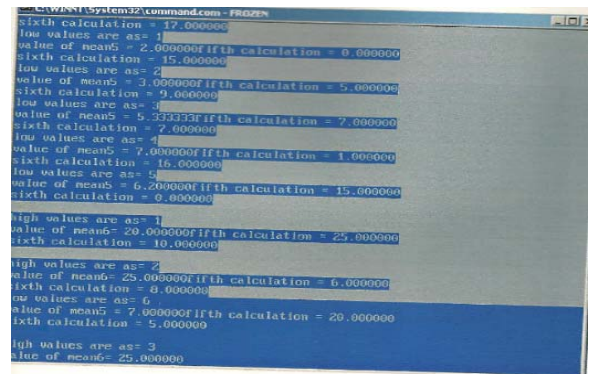 C:\WINNT\System32\command.com - FROZEN
sixth calculation = 17.000000
low values are as= 1
value of mean5 = 2.000000fifth calculation = 0.000000
sixth calculation = 15.000000
low values are as= 2
value of mean5 = 3.000000fifth calculation = 5.000000
sixth calculation = 9.000000
low values are as= 3
value of mean5 = 5.333333fifth calculation = 7.000000
sixth calculation = 7.000000
low values are as= 4
value of mean5 = 7.000000fifth calculation = 1.000000
sixth calculation = 16.000000
low values are as= 5
value of mean5 = 6.200000fifth calculation = 15.000000
sixth calculation = 0.000000
high values are as= 1
value of mean6= 20.000000fifth calculation = 25.000000
sixth calculation = 10.000000
high values are as= 2
value of mean6= 25.000000fifth calculation = 6.000000
sixth calculation = 8.000000
low values are as= 6
value of mean5 = 7.000000fifth calculation = 20.000000
sixth calculation = 5.000000
high values are as= 3
value of mean6= 25.000000